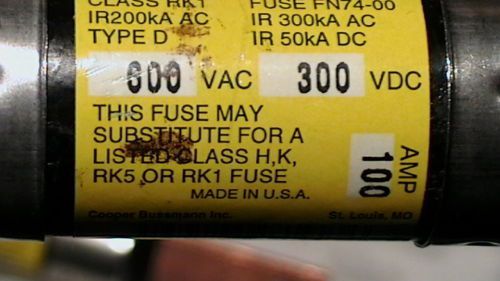 CLASS RK1 FUSE FN74-00
IR200kA AC IR 300kA AC
TYPE D IR 50kA DC
600 VAC 300 VDC
THIS FUSE MAY
SUBSTITUTE FOR A
LISTED CLASS H,K,
RK5 OR RK1 FUSE
MADE IN U.S.A.
100 AMP
Cooper Bussmann Inc. St. Louis, MO